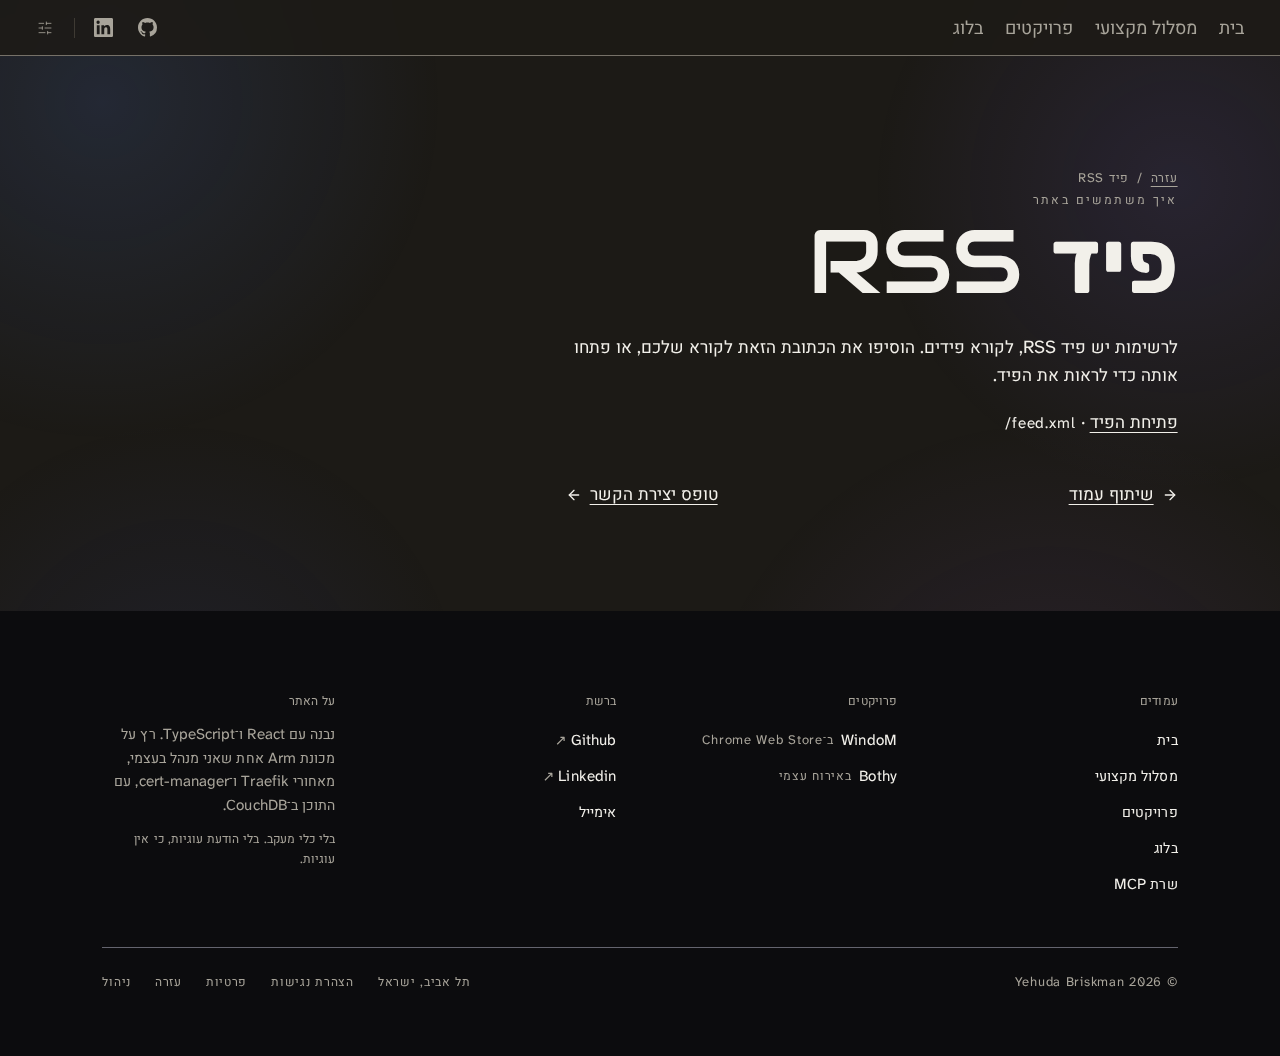 בית
מסלול מקצועי
פרויקטים
בלוג
עזרה / פיד RSS
איך משתמשים באתר
פיד RSS
לרשימות יש פיד RSS, לקורא פידים. הוסיפו את הכתובת הזאת לקורא שלכם, או פתחו
אותה כדי לראות את הפיד.
פתיחת הפיד · /feed.xml
→ שיתוף עמוד
טופס יצירת הקשר ←
עמודים
בית
מסלול מקצועי
פרויקטים
בלוג
שרת MCP
פרויקטים
WindoM ב־Chrome Web Store
Bothy באירוח עצמי
ברשת
Github ↗
Linkedin ↗
אימייל
על האתר
נבנה עם React ו־TypeScript. רץ על
מכונת Arm אחת שאני מנהל בעצמי,
מאחורי Traefik ו־cert-manager, עם
התוכן ב־CouchDB.
בלי כלי מעקב. בלי הודעת עוגיות, כי אין
עוגיות.
© 2026 Yehuda Briskman
תל אביב, ישראל
הצהרת נגישות
פרטיות
עזרה
ניהול